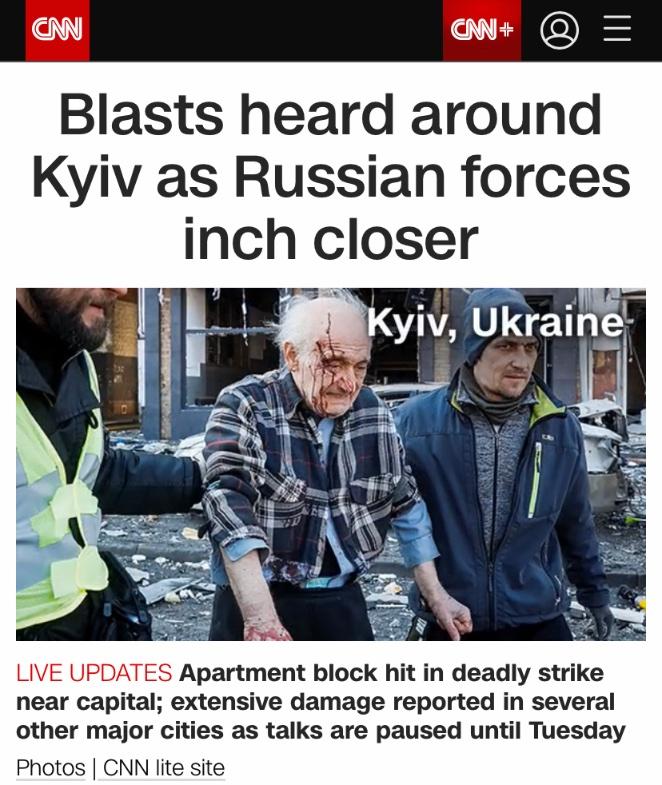 CNN
CNN+
Blasts heard around
Kyiv as Russian forces
inch closer
Kyiv, Ukraine
LIVE UPDATES Apartment block hit in deadly strike
near capital; extensive damage reported in several
other major cities as talks are paused until Tuesday
Photos | CNN lite site